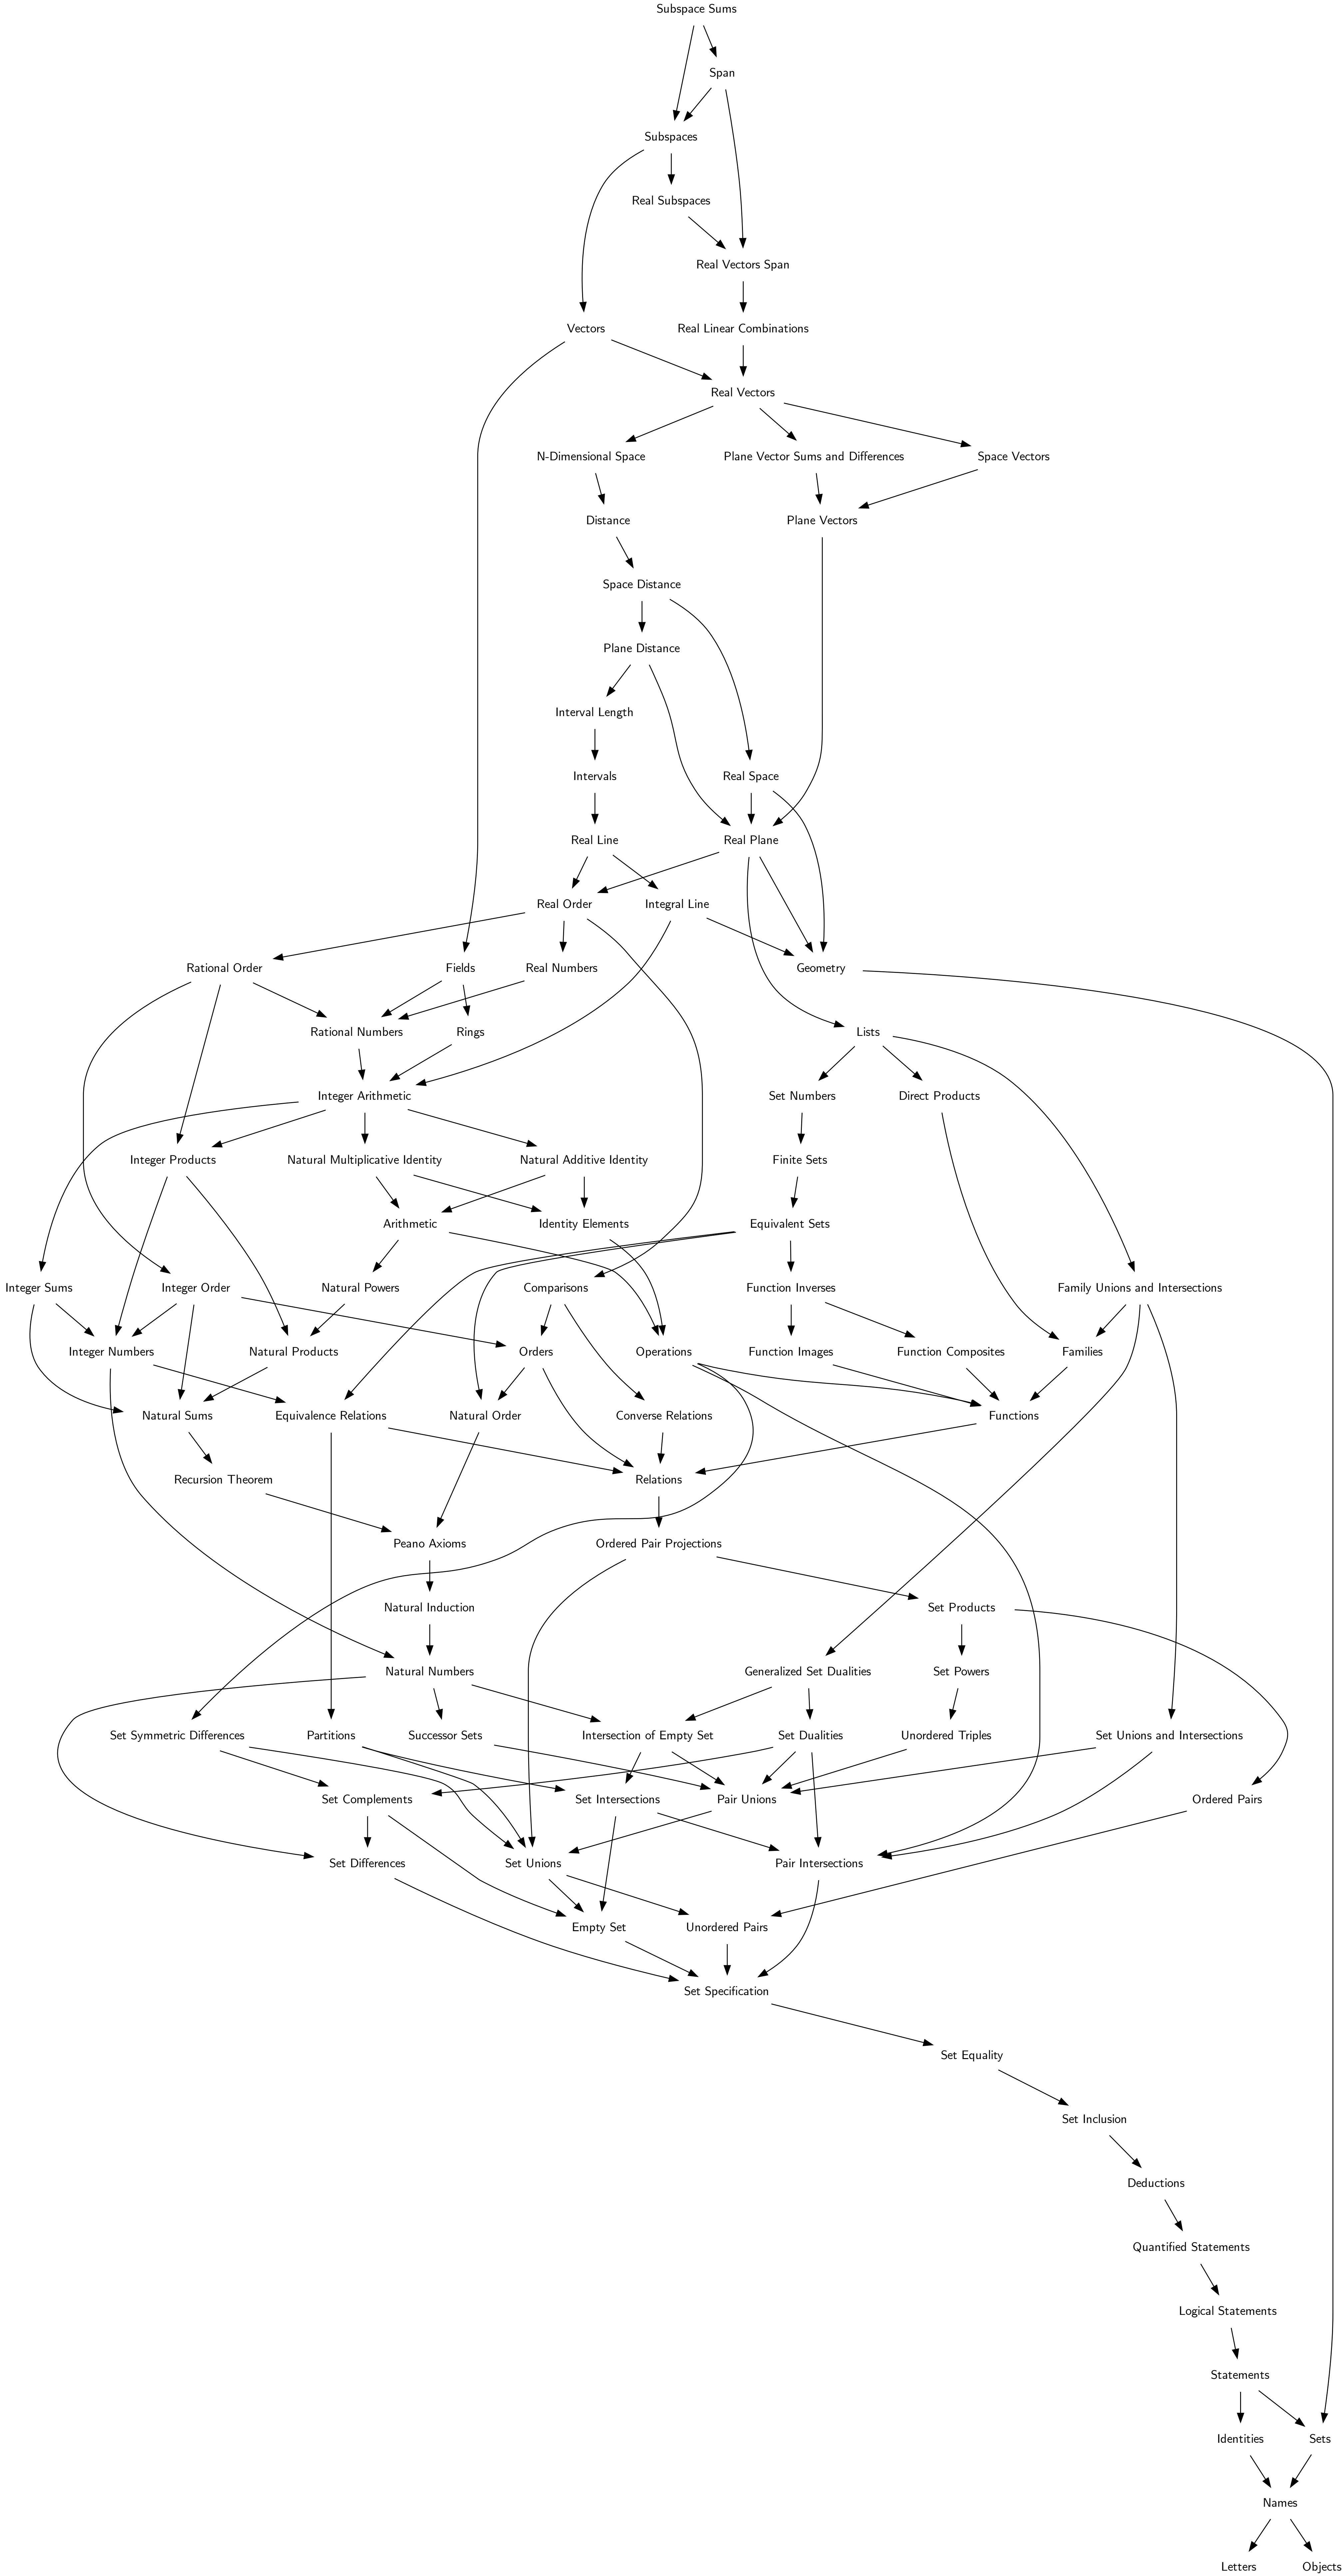 Subspace Sums
Span
Subspaces
Real Subspaces
Real Vectors Span
Vectors
Real Linear Combinations
Real Vectors
N-Dimensional Space
Plane Vector Sums and Differences
Space Vectors
Distance
Plane Vectors
Space Distance
Plane Distance
Interval Length
Intervals
Real Space
Real Line
Real Plane
Real Order
Integral Line
Rational Order
Fields
Real Numbers
Geometry
Rational Numbers
Rings
Lists
Integer Arithmetic
Set Numbers
Direct Products
Integer Products
Natural Multiplicative Identity
Natural Additive Identity
Finite Sets
Arithmetic
Identity Elements
Equivalent Sets
Integer Sums
Integer Order
Natural Powers
Comparisons
Function Inverses
Family Unions and Intersections
Integer Numbers
Natural Products
Orders
Operations
Function Images
Function Composites
Families
Natural Sums
Equivalence Relations
Natural Order
Converse Relations
Functions
Recursion Theorem
Relations
Peano Axioms
Ordered Pair Projections
Natural Induction
Set Products
Natural Numbers
Generalized Set Dualities
Set Powers
Set Symmetric Differences
Partitions
Successor Sets
Intersection of Empty Set
Set Dualities
Unordered Triples
Set Unions and Intersections
Set Complements
Set Intersections
Pair Unions
Ordered Pairs
Set Differences
Set Unions
Pair Intersections
Empty Set
Unordered Pairs
Set Specification
Set Equality
Set Inclusion
Deductions
Quantified Statements
Logical Statements
Statements
Identities
Sets
Names
Letters
Objects